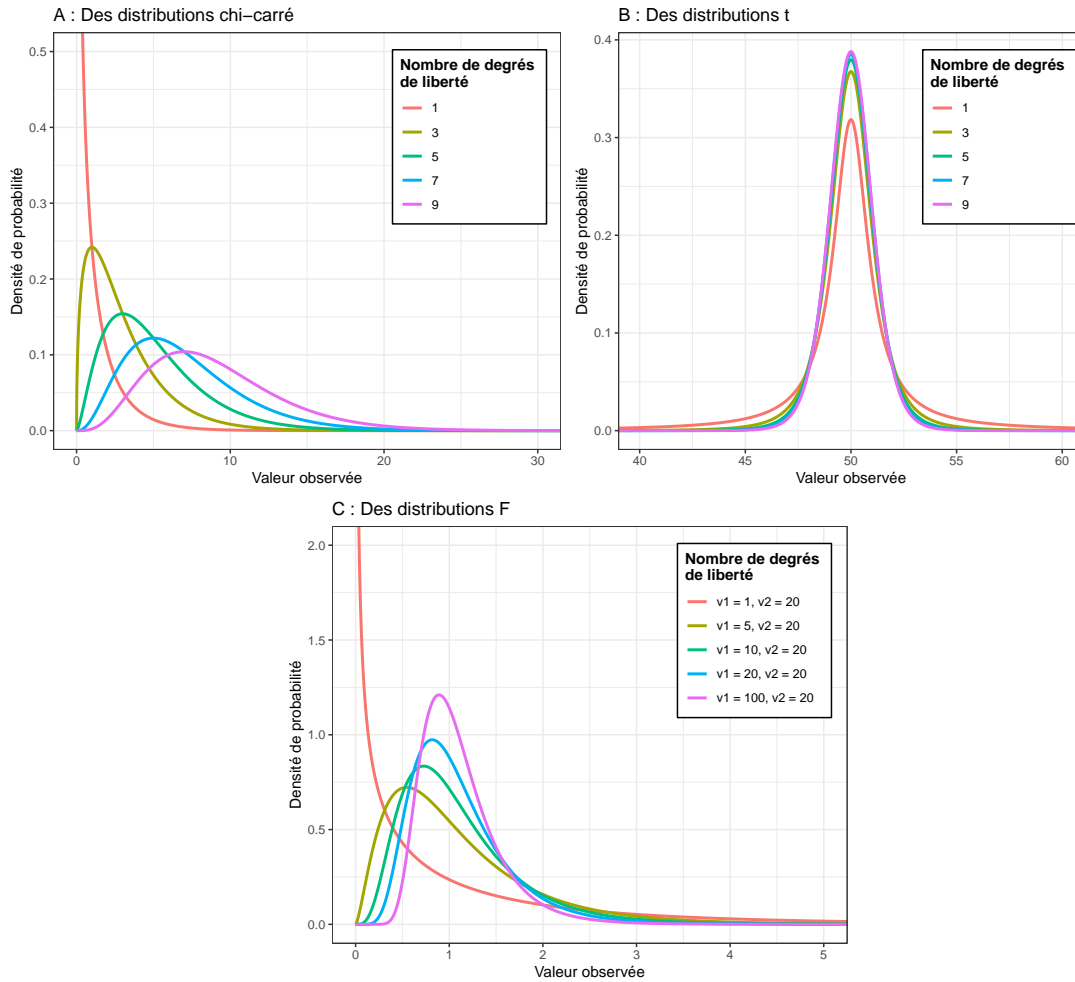 A : Des distributions chi−carré
Densité de probabilité
0.5
0.4
0.3
0.2
0.1
0.0
0
10
20
30
Valeur observée
Nombre de degrés
de liberté
1
3
5
7
9
B : Des distributions t
Densité de probabilité
0.4
0.3
0.2
0.1
0.0
40
45
50
55
60
Valeur observée
Nombre de degrés
de liberté
1
3
5
7
9
C : Des distributions F
Densité de probabilité
2.0
1.5
1.0
0.5
0.0
0
1
2
3
4
5
Valeur observée
Nombre de degrés
de liberté
v1 = 1, v2 = 20
v1 = 5, v2 = 20
v1 = 10, v2 = 20
v1 = 20, v2 = 20
v1 = 100, v2 = 20